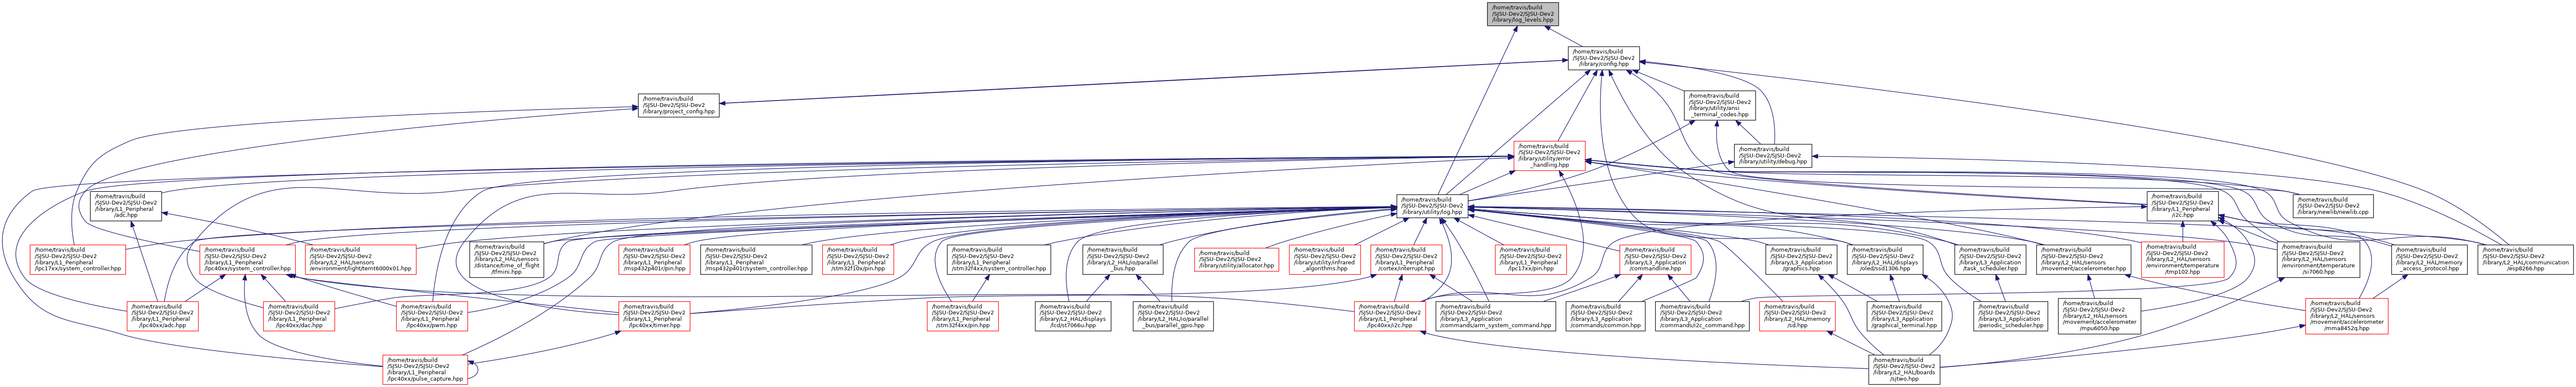 /home/travis/build
/SJSU-Dev2/SJSU-Dev2
/library/log_levels.hpp
/home/travis/build
/SJSU-Dev2/SJSU-Dev2
/library/config.hpp
/home/travis/build
/SJSU-Dev2/SJSU-Dev2
/library/project_config.hpp
/home/travis/build
/SJSU-Dev2/SJSU-Dev2
/library/utility/ansi
_terminal_codes.hpp
/home/travis/build
/SJSU-Dev2/SJSU-Dev2
/library/utility/error
_handling.hpp
/home/travis/build
/SJSU-Dev2/SJSU-Dev2
/library/utility/debug.hpp
/home/travis/build
/SJSU-Dev2/SJSU-Dev2
/library/L1_Peripheral
/adc.hpp
/home/travis/build
/SJSU-Dev2/SJSU-Dev2
/library/utility/log.hpp
/home/travis/build
/SJSU-Dev2/SJSU-Dev2
/library/L1_Peripheral
/i2c.hpp
/home/travis/build
/SJSU-Dev2/SJSU-Dev2
/library/newlib/newlib.cpp
/home/travis/build
/SJSU-Dev2/SJSU-Dev2
/library/L1_Peripheral
/lpc17xx/system_controller.hpp
/home/travis/build
/SJSU-Dev2/SJSU-Dev2
/library/L1_Peripheral
/lpc40xx/system_controller.hpp
/home/travis/build
/SJSU-Dev2/SJSU-Dev2
/library/L2_HAL/sensors
/environment/light/temt6000x01.hpp
/home/travis/build
/SJSU-Dev2/SJSU-Dev2
/library/L2_HAL/sensors
/distance/time_of_flight
/tfmini.hpp
/home/travis/build
/SJSU-Dev2/SJSU-Dev2
/library/L1_Peripheral
/msp432p401r/pin.hpp
/home/travis/build
/SJSU-Dev2/SJSU-Dev2
/library/L1_Peripheral
/msp432p401r/system_controller.hpp
/home/travis/build
/SJSU-Dev2/SJSU-Dev2
/library/L1_Peripheral
/stm32f10x/pin.hpp
/home/travis/build
/SJSU-Dev2/SJSU-Dev2
/library/L1_Peripheral
/stm32f4xx/system_controller.hpp
/home/travis/build
/SJSU-Dev2/SJSU-Dev2
/library/L2_HAL/io/parallel
_bus.hpp
/home/travis/build
/SJSU-Dev2/SJSU-Dev2
/library/utility/allocator.hpp
/home/travis/build
/SJSU-Dev2/SJSU-Dev2
/library/utility/infrared
_algorithms.hpp
/home/travis/build
/SJSU-Dev2/SJSU-Dev2
/library/L1_Peripheral
/cortex/interrupt.hpp
/home/travis/build
/SJSU-Dev2/SJSU-Dev2
/library/L1_Peripheral
/lpc17xx/pin.hpp
/home/travis/build
/SJSU-Dev2/SJSU-Dev2
/library/L3_Application
/commandline.hpp
/home/travis/build
/SJSU-Dev2/SJSU-Dev2
/library/L3_Application
/graphics.hpp
/home/travis/build
/SJSU-Dev2/SJSU-Dev2
/library/L2_HAL/displays
/oled/ssd1306.hpp
/home/travis/build
/SJSU-Dev2/SJSU-Dev2
/library/L3_Application
/task_scheduler.hpp
/home/travis/build
/SJSU-Dev2/SJSU-Dev2
/library/L2_HAL/sensors
/movement/accelerometer.hpp
/home/travis/build
/SJSU-Dev2/SJSU-Dev2
/library/L2_HAL/sensors
/environment/temperature
/tmp102.hpp
/home/travis/build
/SJSU-Dev2/SJSU-Dev2
/library/L2_HAL/sensors
/environment/temperature
/si7060.hpp
/home/travis/build
/SJSU-Dev2/SJSU-Dev2
/library/L2_HAL/memory
_access_protocol.hpp
/home/travis/build
/SJSU-Dev2/SJSU-Dev2
/library/L2_HAL/communication
/esp8266.hpp
/home/travis/build
/SJSU-Dev2/SJSU-Dev2
/library/L1_Peripheral
/lpc40xx/adc.hpp
/home/travis/build
/SJSU-Dev2/SJSU-Dev2
/library/L1_Peripheral
/lpc40xx/dac.hpp
/home/travis/build
/SJSU-Dev2/SJSU-Dev2
/library/L1_Peripheral
/lpc40xx/pwm.hpp
/home/travis/build
/SJSU-Dev2/SJSU-Dev2
/library/L1_Peripheral
/lpc40xx/timer.hpp
/home/travis/build
/SJSU-Dev2/SJSU-Dev2
/library/L1_Peripheral
/stm32f4xx/pin.hpp
/home/travis/build
/SJSU-Dev2/SJSU-Dev2
/library/L2_HAL/displays
/lcd/st7066u.hpp
/home/travis/build
/SJSU-Dev2/SJSU-Dev2
/library/L2_HAL/io/parallel
_bus/parallel_gpio.hpp
/home/travis/build
/SJSU-Dev2/SJSU-Dev2
/library/L1_Peripheral
/lpc40xx/i2c.hpp
/home/travis/build
/SJSU-Dev2/SJSU-Dev2
/library/L3_Application
/commands/arm_system_command.hpp
/home/travis/build
/SJSU-Dev2/SJSU-Dev2
/library/L3_Application
/commands/common.hpp
/home/travis/build
/SJSU-Dev2/SJSU-Dev2
/library/L3_Application
/commands/i2c_command.hpp
/home/travis/build
/SJSU-Dev2/SJSU-Dev2
/library/L2_HAL/memory
/sd.hpp
/home/travis/build
/SJSU-Dev2/SJSU-Dev2
/library/L3_Application
/graphical_terminal.hpp
/home/travis/build
/SJSU-Dev2/SJSU-Dev2
/library/L3_Application
/periodic_scheduler.hpp
/home/travis/build
/SJSU-Dev2/SJSU-Dev2
/library/L2_HAL/sensors
/movement/accelerometer
/mpu6050.hpp
/home/travis/build
/SJSU-Dev2/SJSU-Dev2
/library/L2_HAL/sensors
/movement/accelerometer
/mma8452q.hpp
/home/travis/build
/SJSU-Dev2/SJSU-Dev2
/library/L1_Peripheral
/lpc40xx/pulse_capture.hpp
/home/travis/build
/SJSU-Dev2/SJSU-Dev2
/library/L2_HAL/boards
/sjtwo.hpp